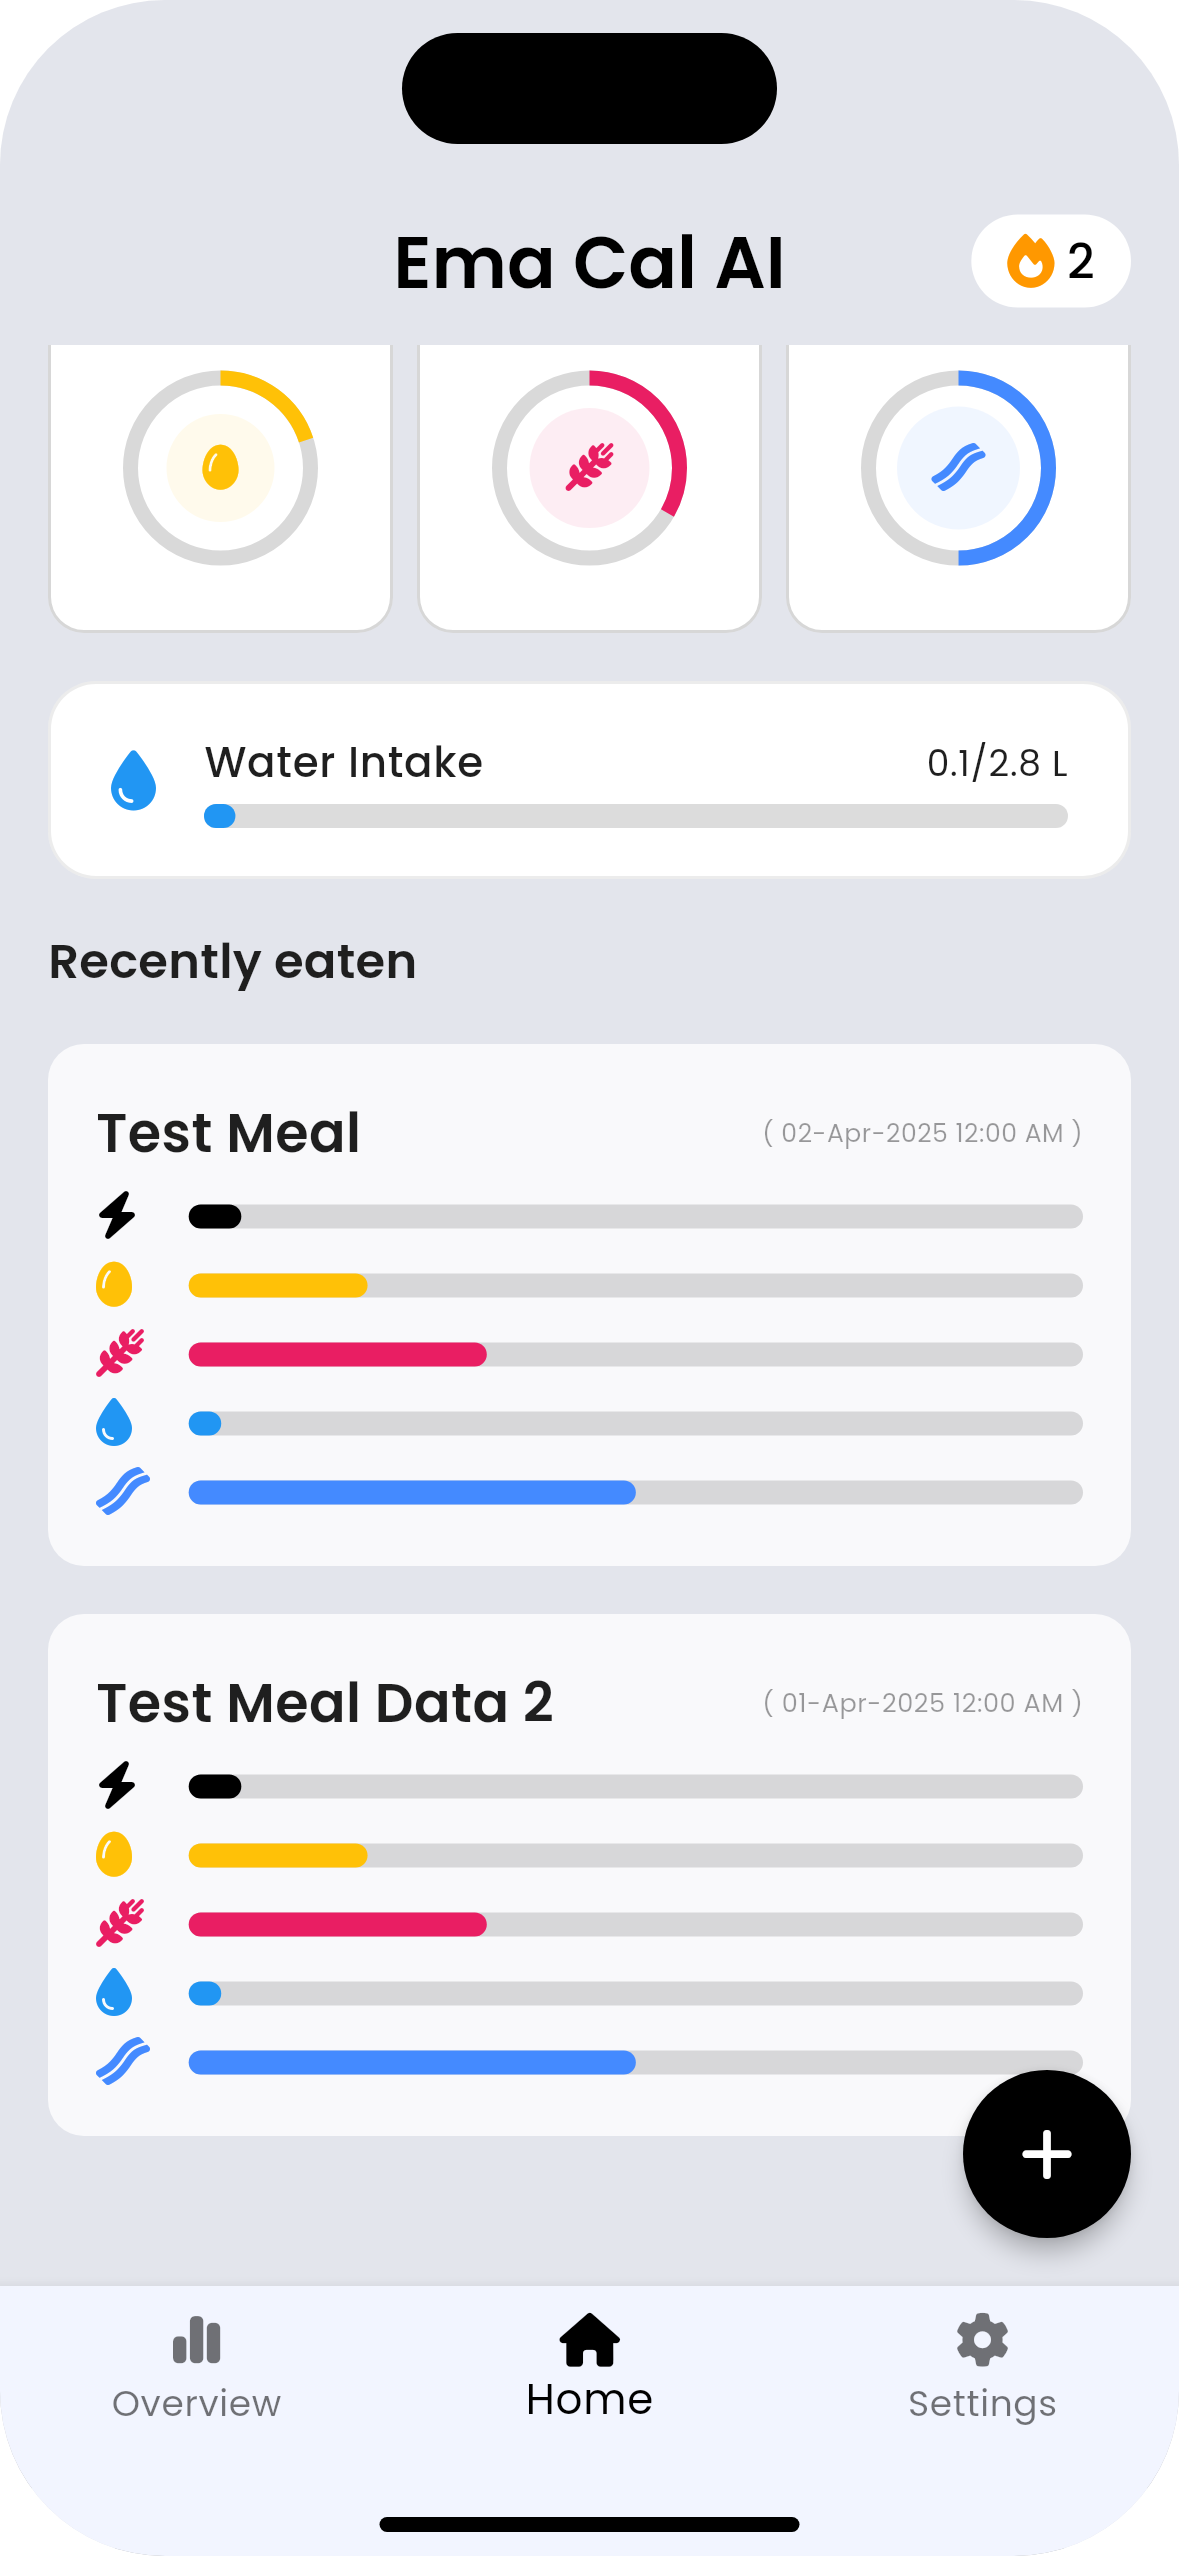 Ema Cal AI
2
Water Intake
0.1/2.8 L
Recently eaten
Test Meal
( 02-Apr-2025 12:00 AM )
Test Meal Data 2
( 01-Apr-2025 12:00 AM )
Overview
Home
Settings